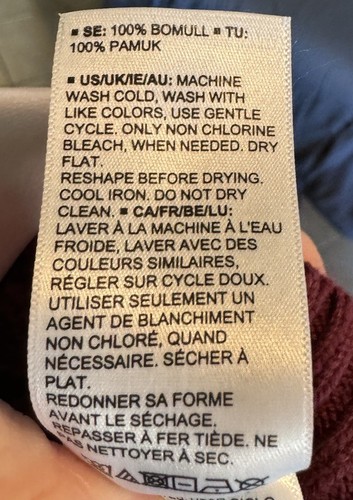 ▪ SE: 100% BOMULL ▪ TU:
100% PAMUK
▪ US/UK/IE/AU: MACHINE
WASH COLD, WASH WITH
LIKE COLORS, USE GENTLE
CYCLE. ONLY NON CHLORINE
BLEACH, WHEN NEEDED. DRY
FLAT.
RESHAPE BEFORE DRYING.
COOL IRON. DO NOT DRY
CLEAN. ▪ CA/FR/BE/LU:
LAVER À LA MACHINE À L'EAU
FROIDE, LAVER AVEC DES
COULEURS SIMILAIRES,
RÉGLER SUR CYCLE DOUX.
UTILISER SEULEMENT UN
AGENT DE BLANCHIMENT
NON CHLORÉ, QUAND
NÉCESSAIRE. SÉCHER À
PLAT.
REDONNER SA FORME
AVANT LE SÉCHAGE.
REPASSER À FER TIÈDE. NE
PAS NETTOYER À SEC.